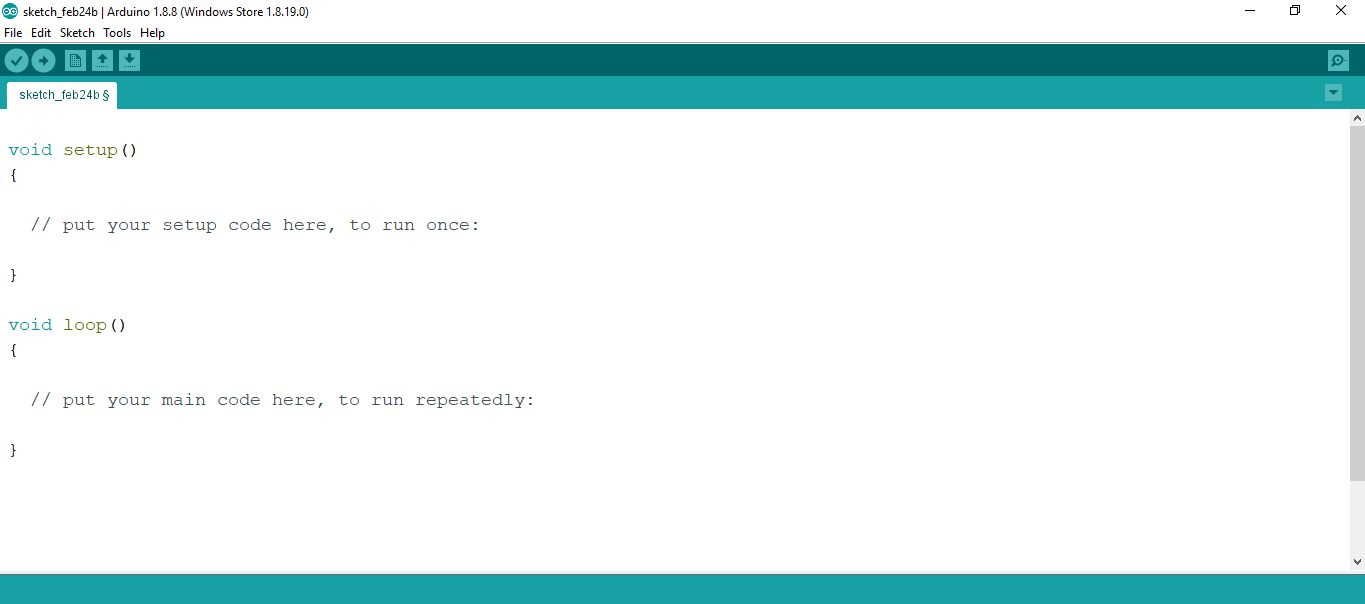 sketch_feb24b | Arduino 1.8.8 (Windows Store 1.8.19.0)
File Edit Sketch Tools Help
sketch_feb24b §
void setup()
{
// put your setup code here, to run once:
}
void loop()
{
// put your main code here, to run repeatedly:
}